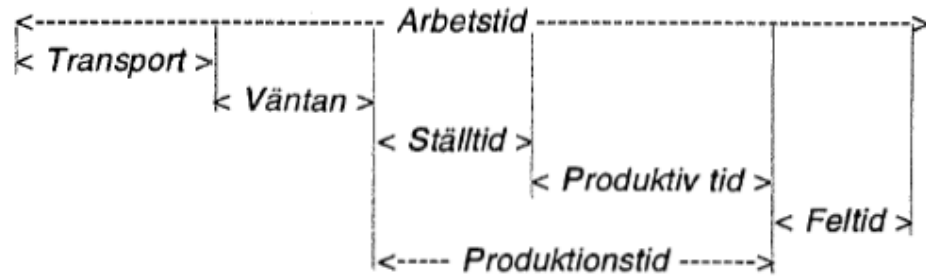 <---------------------- Arbetstid ---------------------->
< Transport >
< Väntan >
< Ställtid >
< Produktiv tid >
< Feltid >
<----- Produktionstid ------->